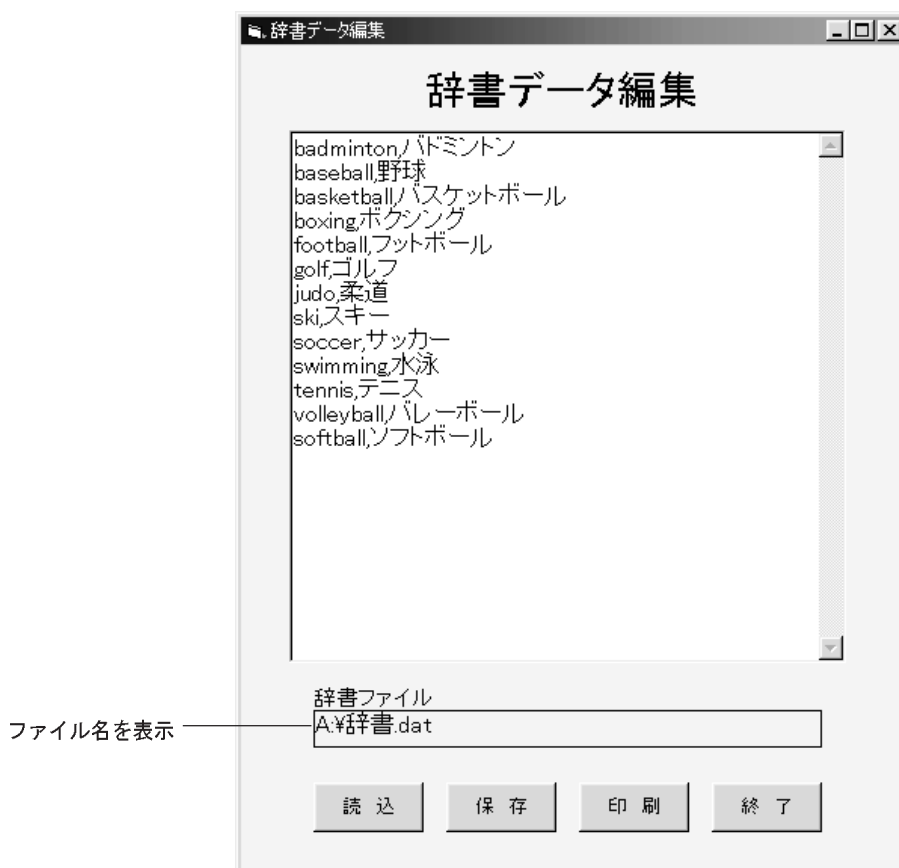 辞書データ編集
辞書データ編集
badminton,バドミントン
baseball,野球
basketball,バスケットボール
boxing,ボクシング
football,フットボール
golf,ゴルフ
judo,柔道
ski,スキー
soccer,サッカー
swimming,水泳
tennis,テニス
volleyball,バレーボール
softball,ソフトボール
辞書ファイル
ファイル名を表示
A:¥辞書.dat
読 込 保 存 印 刷 終 了